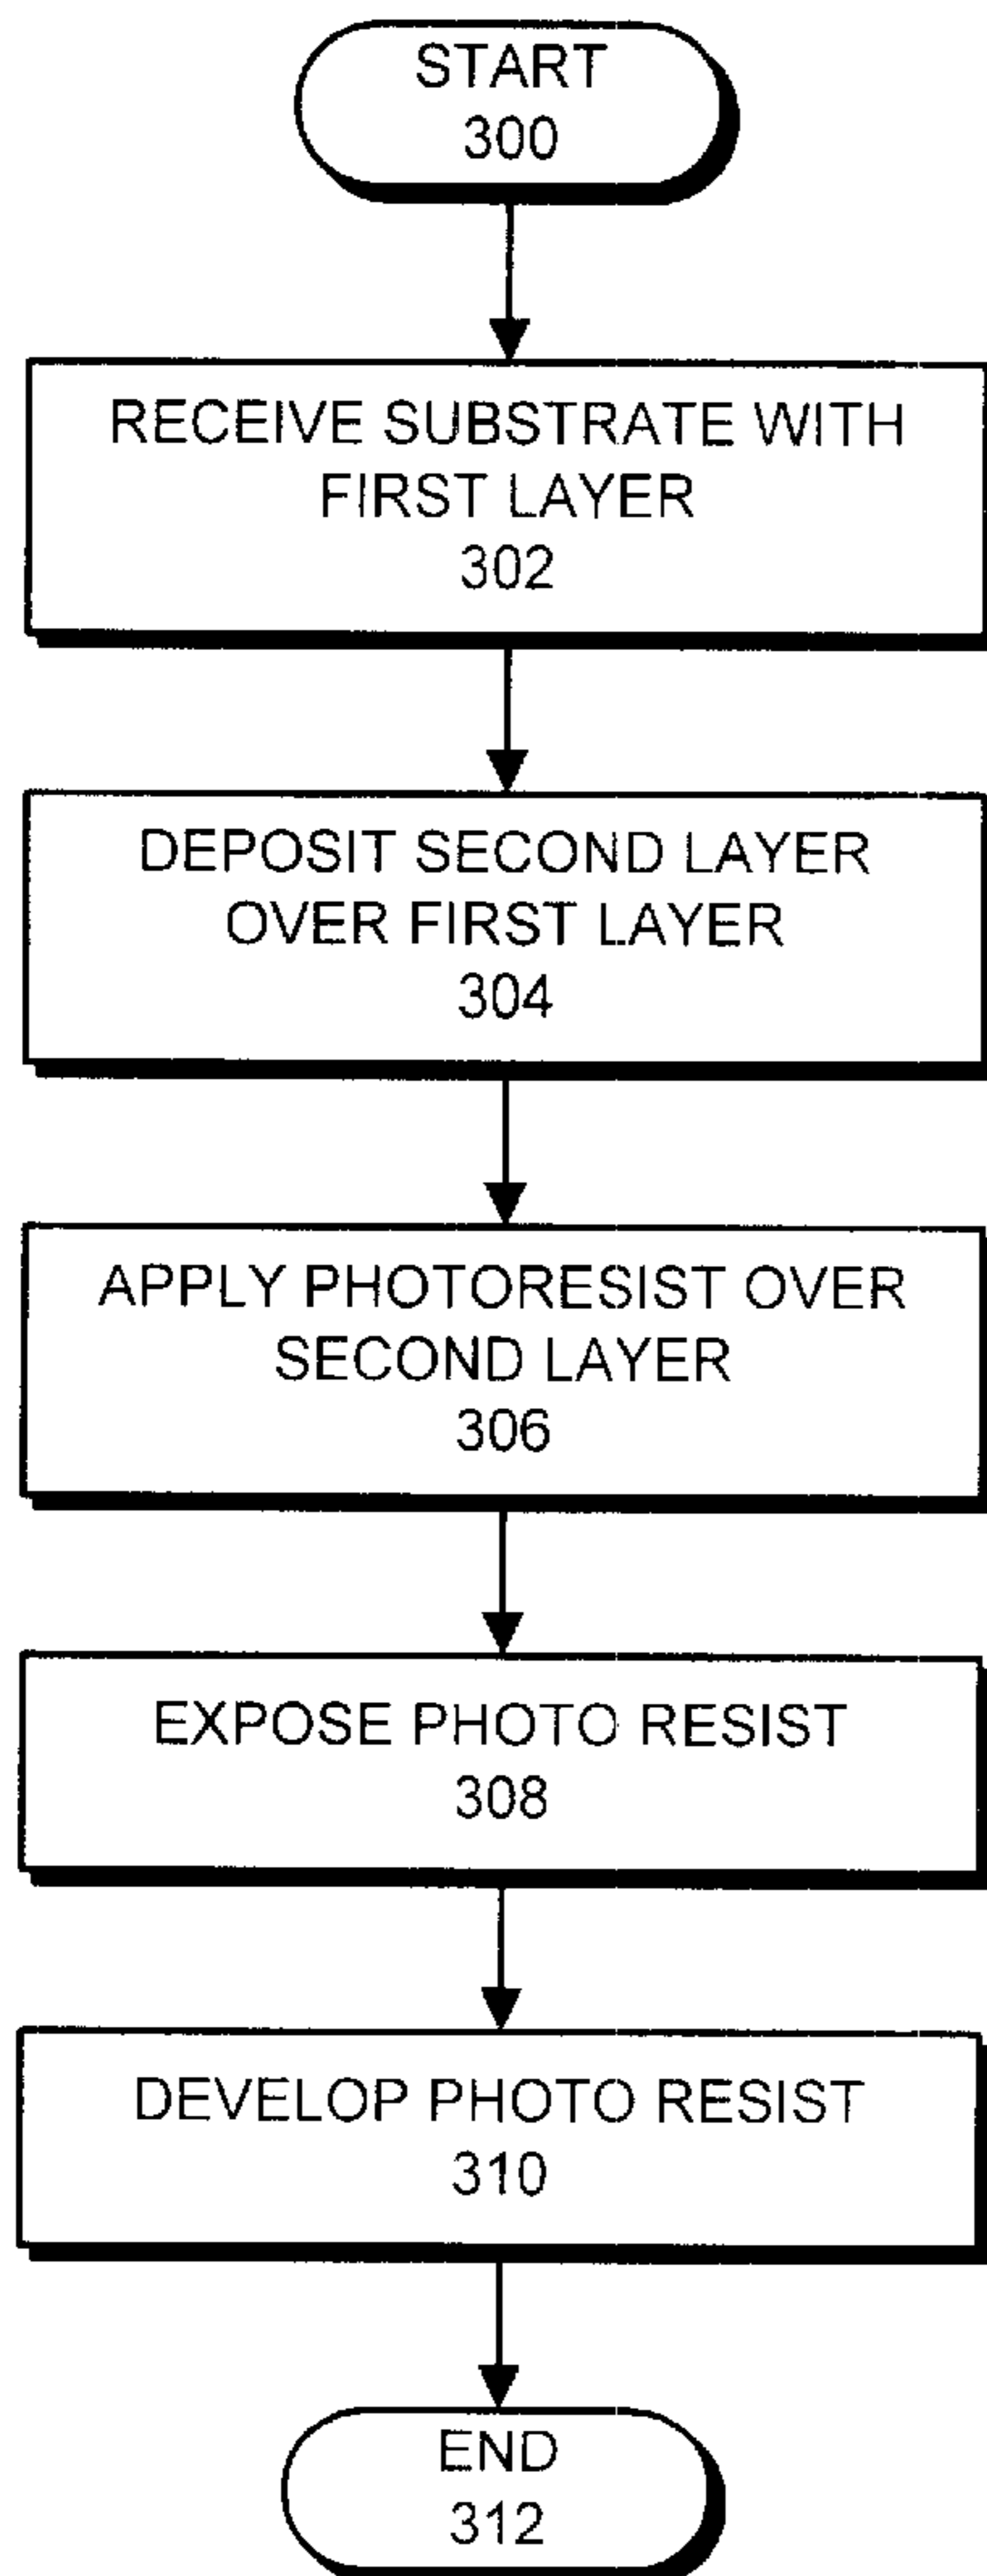 START
300
RECEIVE SUBSTRATE WITH
FIRST LAYER
302
DEPOSIT SECOND LAYER
OVER FIRST LAYER
304
APPLY PHOTORESIST OVER
SECOND LAYER
306
EXPOSE PHOTO RESIST
308
DEVELOP PHOTO RESIST
310
END
312